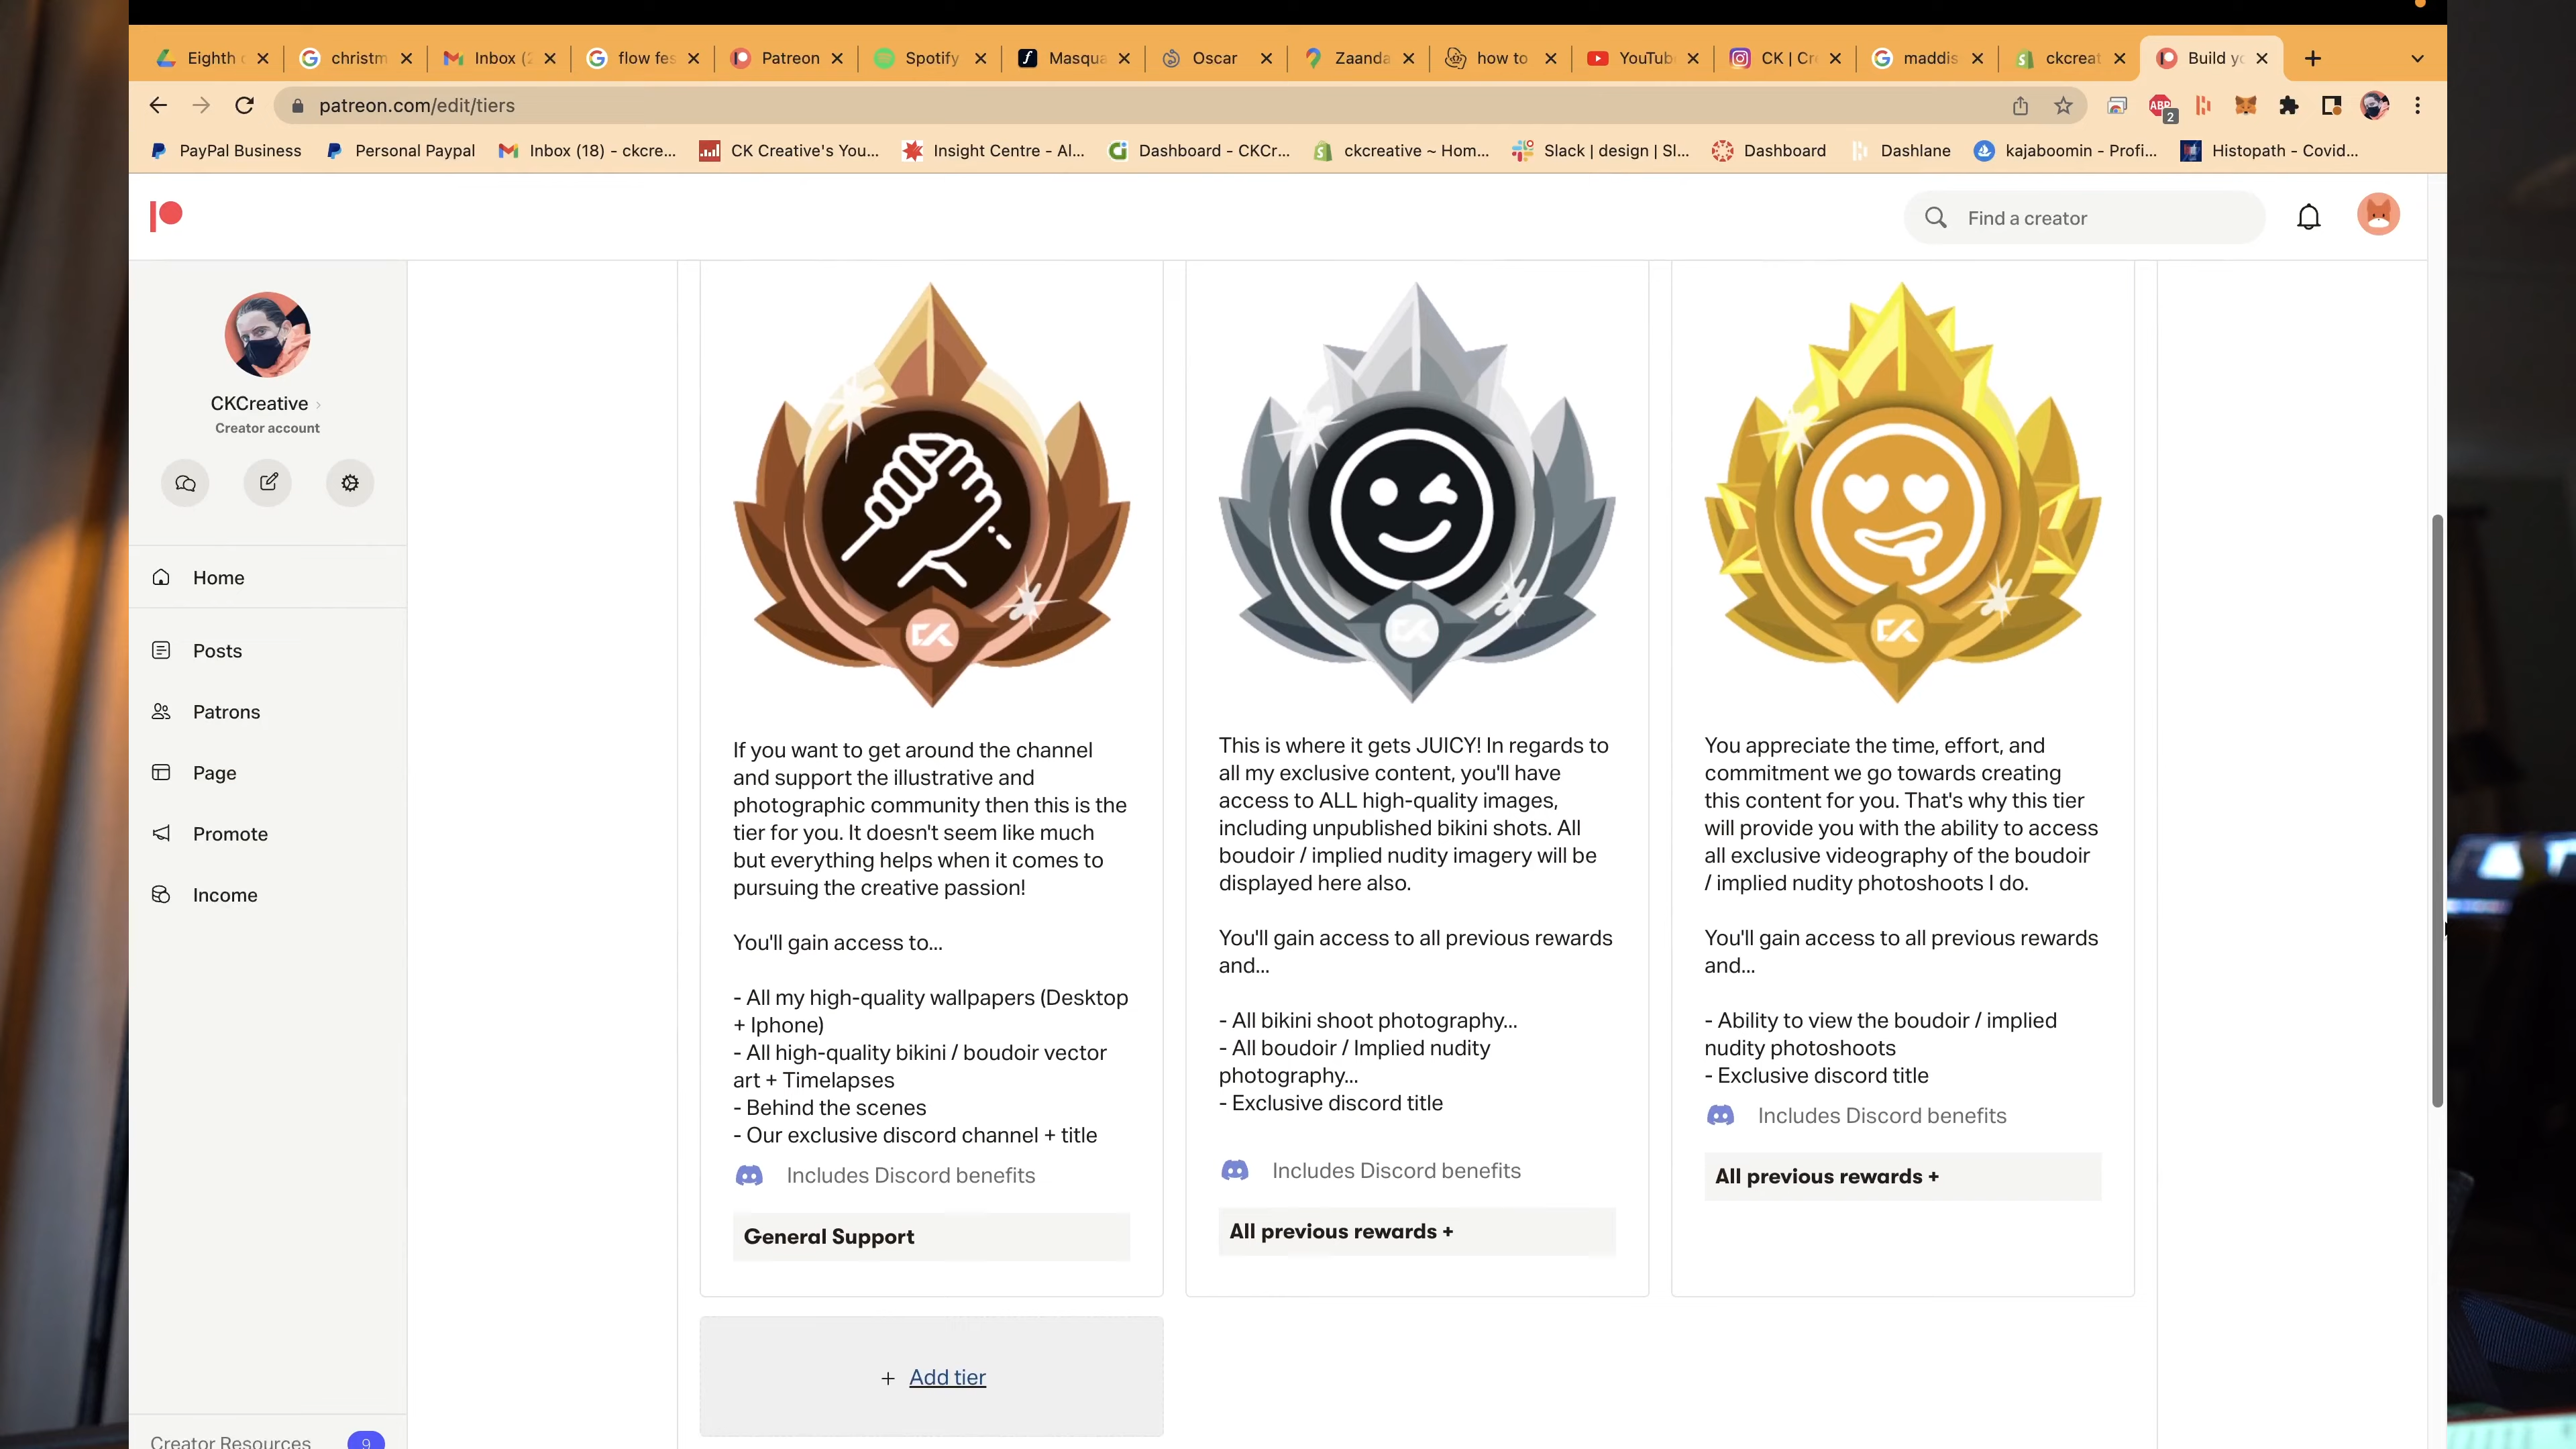 Eighth
christm
Inbox (2
flow fes
Patreon
Spotify
Masqua
Oscar
Zaanda
how to
YouTub
CK | Cr
maddis
ckcreat
Build yo
patreon.com/edit/tiers
ABP
2
PayPal Business
Personal Paypal
Inbox (18) - ckcre...
CK Creative's You...
Insight Centre - Al...
Dashboard - CKCr...
ckcreative ~ Hom...
Slack | design | Sl...
Dashboard
Dashlane
kajaboomin - Profi...
Histopath - Covid...
Find a creator
CKCreative
Creator account
Home
Posts
Patrons
Page
Promote
Income
Creator Resources
9
CK
If you want to get around the channel
and support the illustrative and
photographic community then this is the
tier for you. It doesn't seem like much
but everything helps when it comes to
pursuing the creative passion!
You'll gain access to...
- All my high-quality wallpapers (Desktop
+ Iphone)
- All high-quality bikini / boudoir vector
art + Timelapses
- Behind the scenes
- Our exclusive discord channel + title
Includes Discord benefits
General Support
CK
This is where it gets JUICY! In regards to
all my exclusive content, you'll have
access to ALL high-quality images,
including unpublished bikini shots. All
boudoir / implied nudity imagery will be
displayed here also.
You'll gain access to all previous rewards
and...
- All bikini shoot photography...
- All boudoir / Implied nudity
photography...
- Exclusive discord title
Includes Discord benefits
All previous rewards +
CK
You appreciate the time, effort, and
commitment we go towards creating
this content for you. That's why this tier
will provide you with the ability to access
all exclusive videography of the boudoir
/ implied nudity photoshoots I do.
You'll gain access to all previous rewards
and...
- Ability to view the boudoir / implied
nudity photoshoots
- Exclusive discord title
Includes Discord benefits
All previous rewards +
+ Add tier